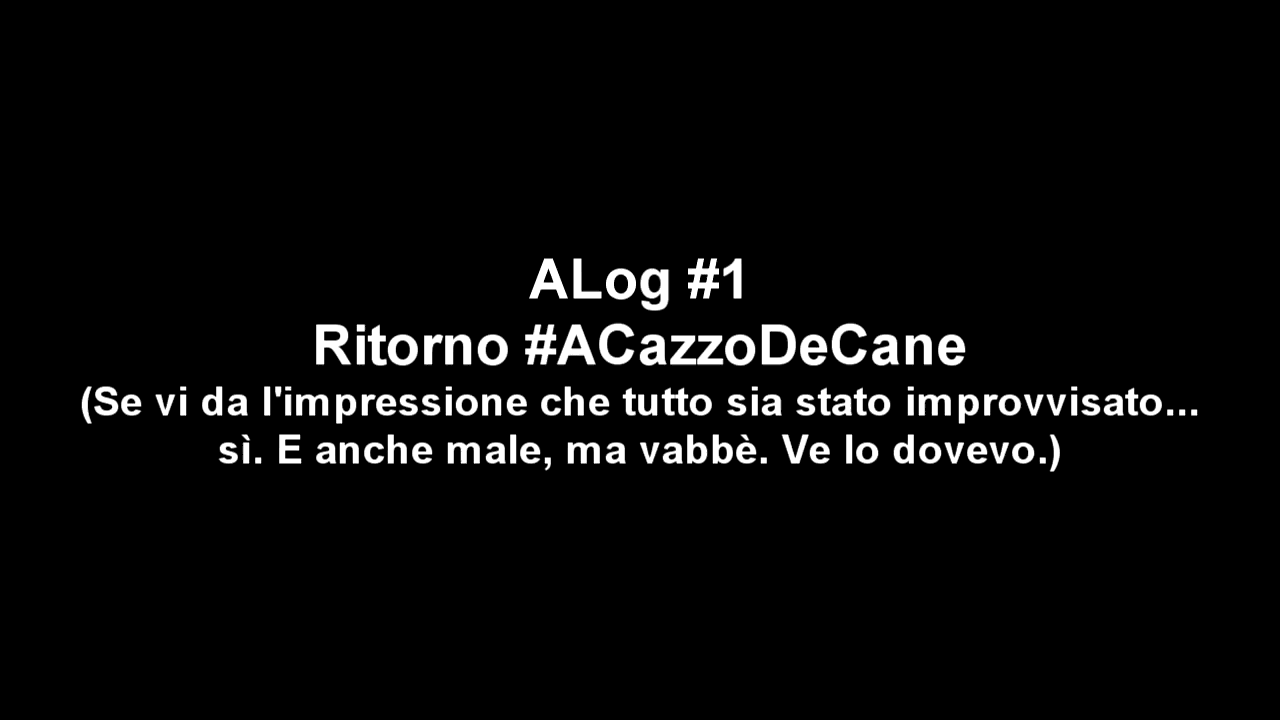 ALog #1
Ritorno #ACazzoDeCane
(Se vi da l'impressione che tutto sia stato improvvisato...
sì. E anche male, ma vabbè. Ve lo dovevo.)